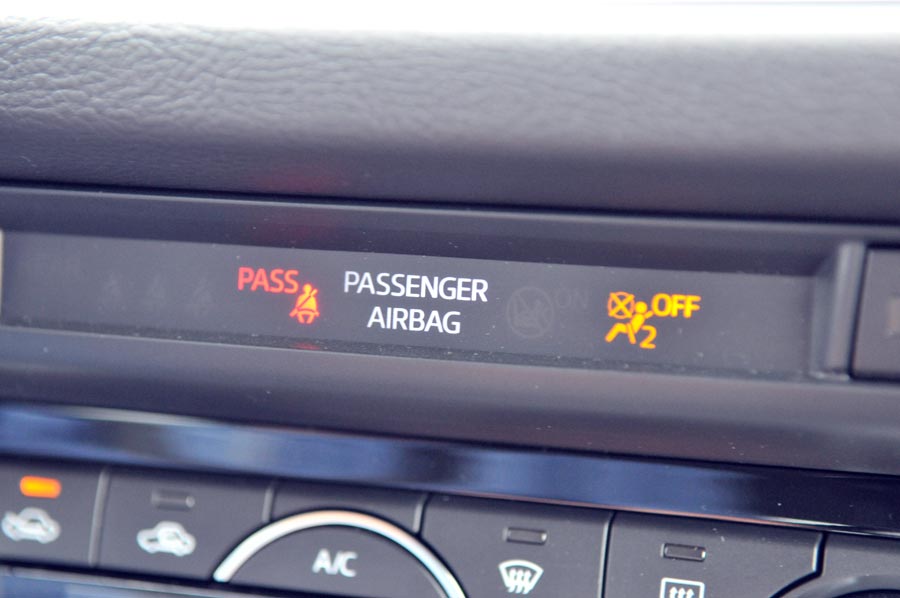 PASS
PASSENGER
AIRBAG
ON
OFF
2
A/C